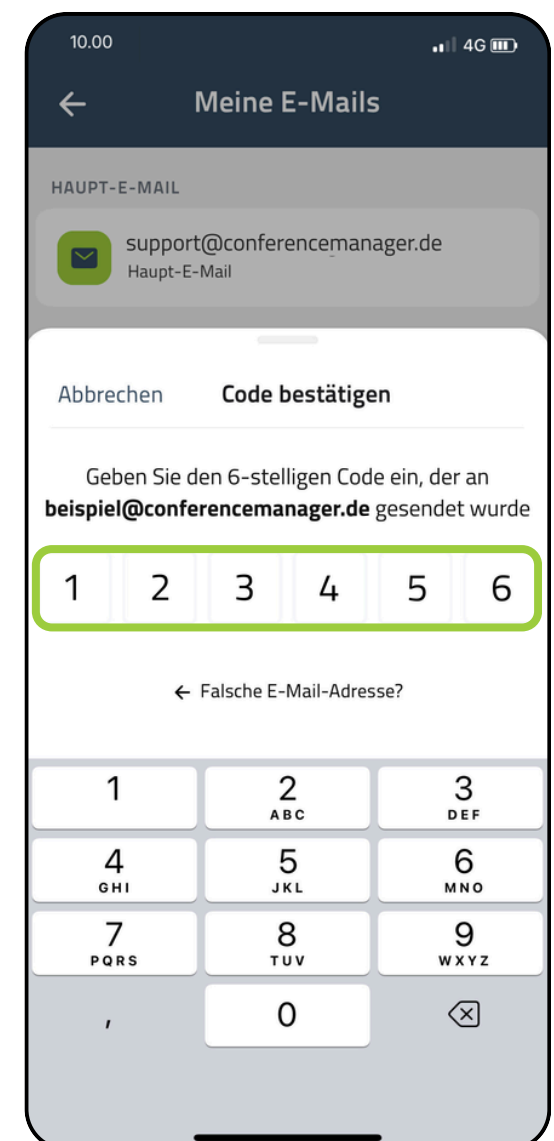 10.00 4G
Meine E-Mails
HAUPT-E-MAIL
support@conferencemanager.de
Haupt-E-Mail
Abbrechen Code bestätigen
Geben Sie den 6-stelligen Code ein, der an
beispiel@conferencemanager.de gesendet wurde
1 2 3 4 5 6
← Falsche E-Mail-Adresse?
1 2 3
ABC DEF
4 5 6
GHI JKL MNO
7 8 9
PQRS TUV WXYZ
, 0